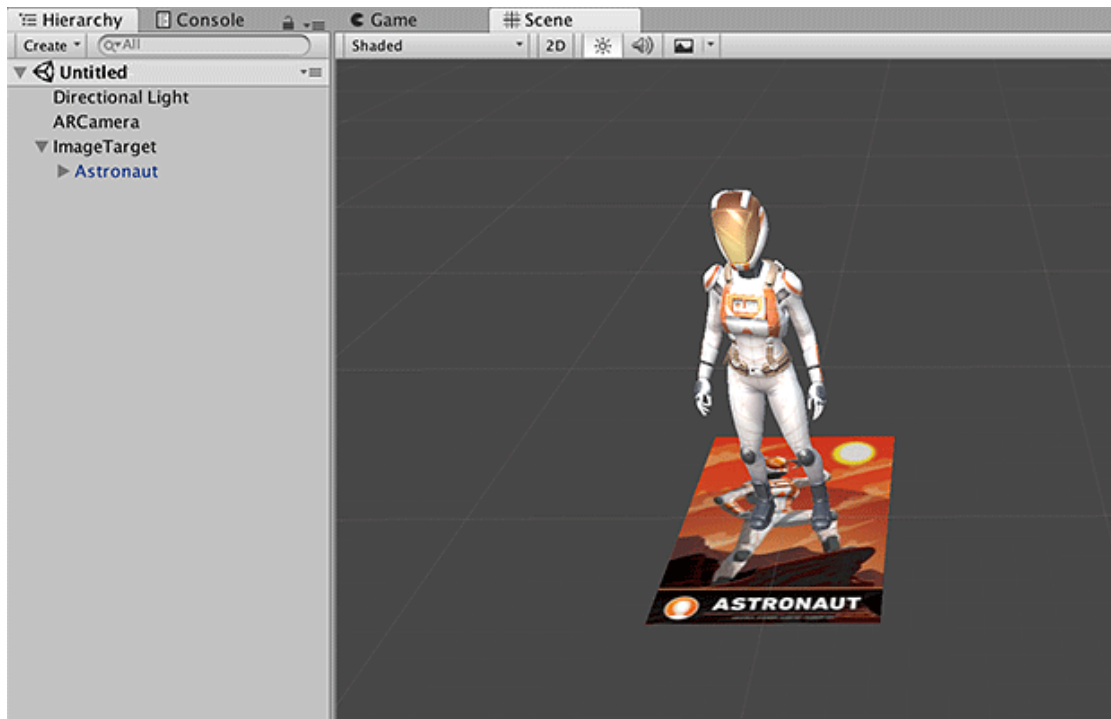 Hierarchy Console Game Scene
Create All Shaded 2D
Untitled
Directional Light
ARCamera
ImageTarget
Astronaut
ASTRONAUT